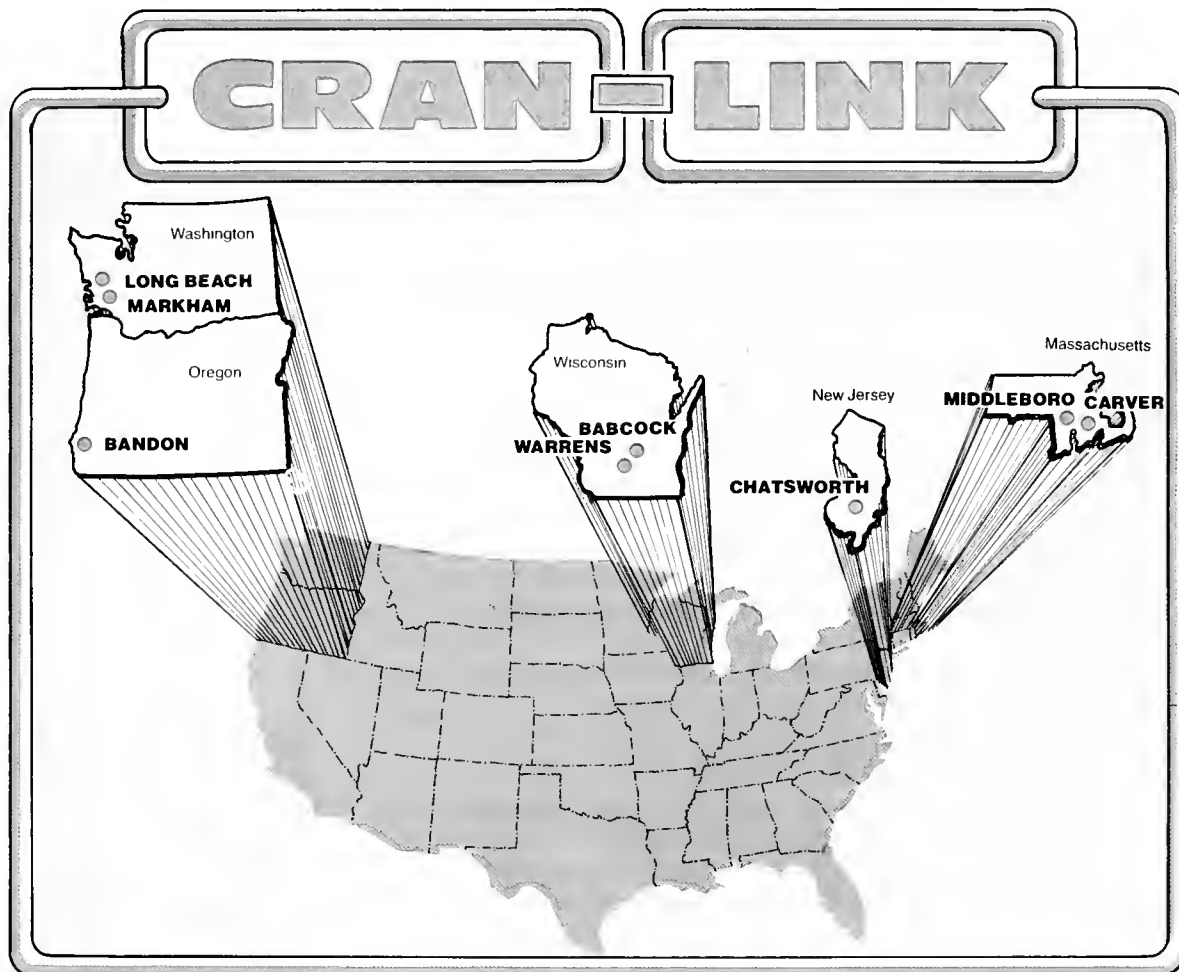 CRAN-LINK
Washington
LONG BEACH
MARKHAM
Oregon
BANDON
Wisconsin
BABCOCK
WARRENS
New Jersey
CHATSWORTH
Massachusetts
MIDDLEBORO CARVER